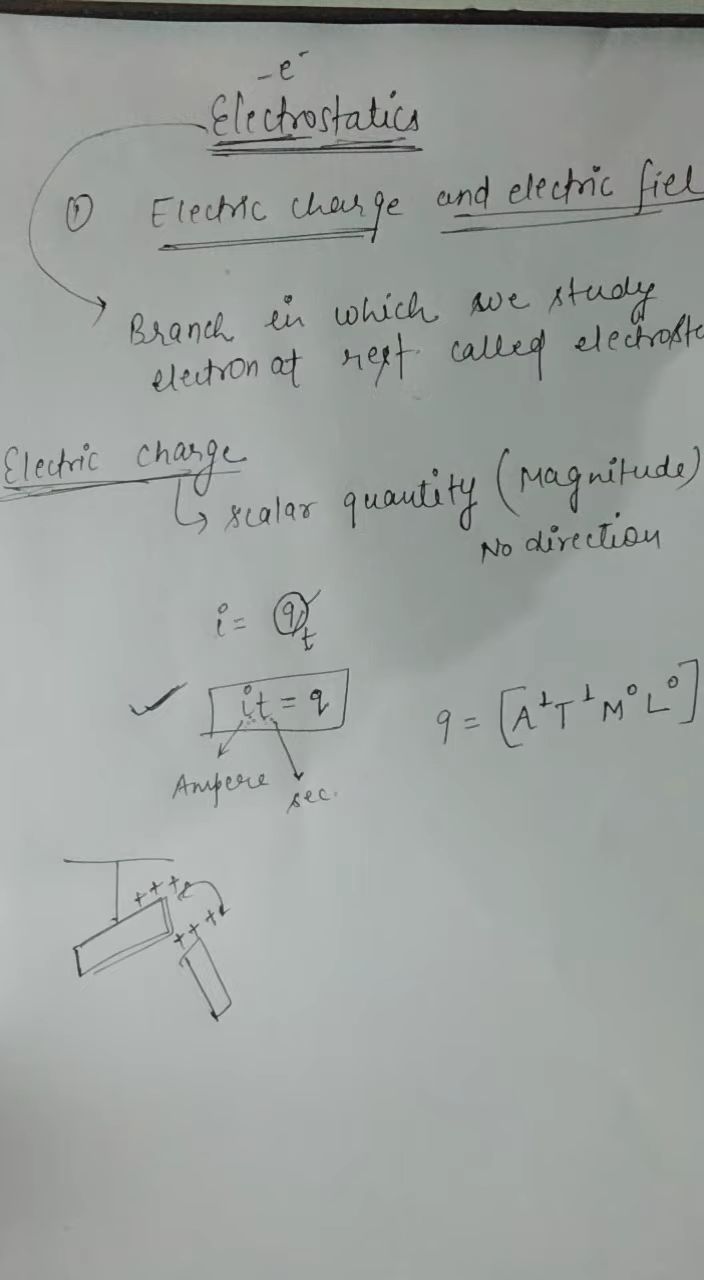 -e⁻
Electrostatics
① Electric charge and electric fiel
Branch in which we study
electron at rest called electrosta
Electric charge
↳ scalar quantity (Magnitude)
No direction
i = q/t
✓ it = q
q = [A¹T¹M⁰L⁰]
Ampere sec.
+ + +
+ + +